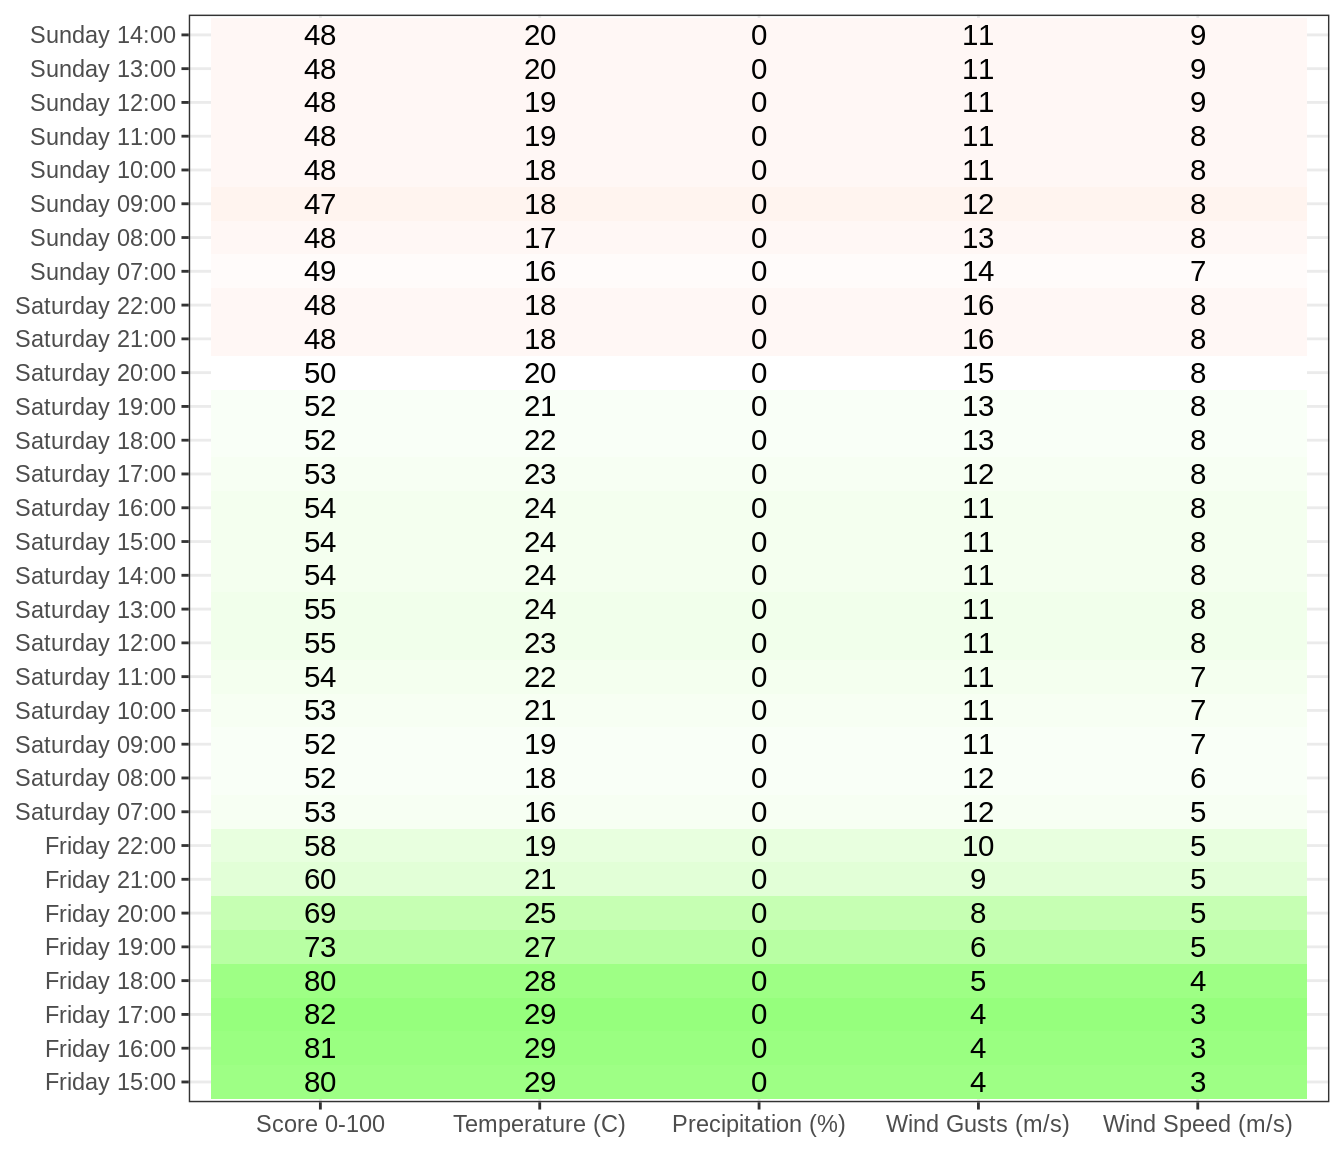 Sunday 14:00 48 20 0 11 9
Sunday 13:00 48 20 0 11 9
Sunday 12:00 48 19 0 11 9
Sunday 11:00 48 19 0 11 8
Sunday 10:00 48 18 0 11 8
Sunday 09:00 47 18 0 12 8
Sunday 08:00 48 17 0 13 8
Sunday 07:00 49 16 0 14 7
Saturday 22:00 48 18 0 16 8
Saturday 21:00 48 18 0 16 8
Saturday 20:00 50 20 0 15 8
Saturday 19:00 52 21 0 13 8
Saturday 18:00 52 22 0 13 8
Saturday 17:00 53 23 0 12 8
Saturday 16:00 54 24 0 11 8
Saturday 15:00 54 24 0 11 8
Saturday 14:00 54 24 0 11 8
Saturday 13:00 55 24 0 11 8
Saturday 12:00 55 23 0 11 8
Saturday 11:00 54 22 0 11 7
Saturday 10:00 53 21 0 11 7
Saturday 09:00 52 19 0 11 7
Saturday 08:00 52 18 0 12 6
Saturday 07:00 53 16 0 12 5
Friday 22:00 58 19 0 10 5
Friday 21:00 60 21 0 9 5
Friday 20:00 69 25 0 8 5
Friday 19:00 73 27 0 6 5
Friday 18:00 80 28 0 5 4
Friday 17:00 82 29 0 4 3
Friday 16:00 81 29 0 4 3
Friday 15:00 80 29 0 4 3
Score 0-100 Temperature (C) Precipitation (%) Wind Gusts (m/s) Wind Speed (m/s)